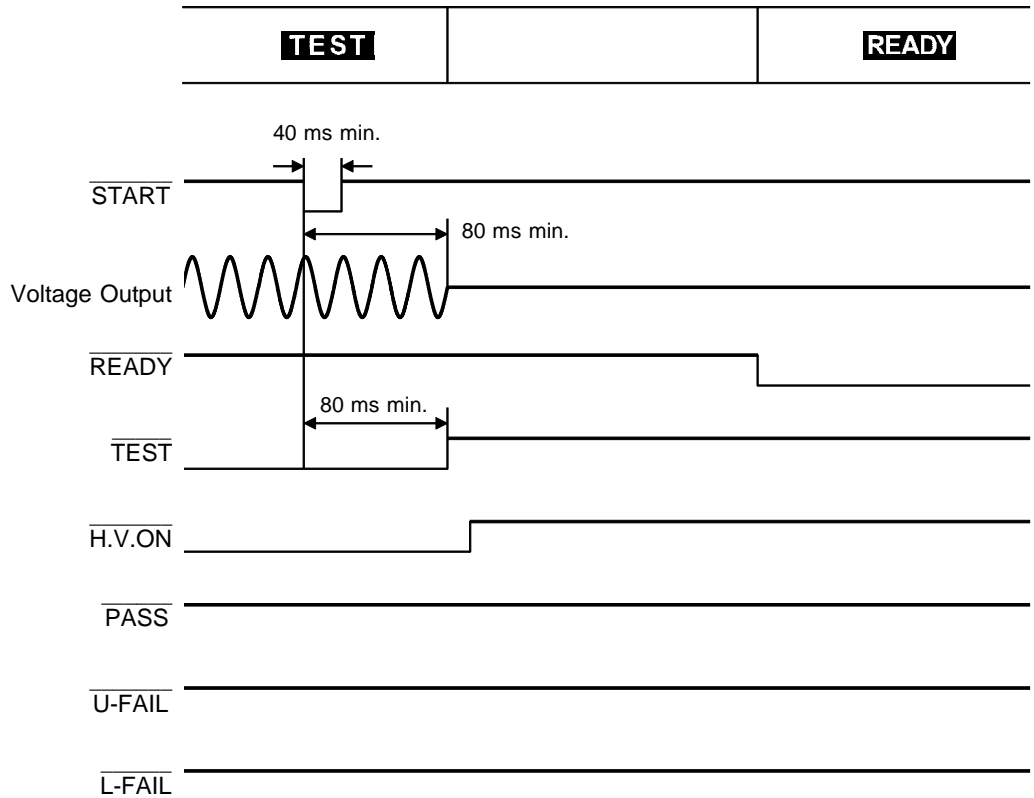 TEST READY
40 ms min.
START
80 ms min.
Voltage Output
READY
80 ms min.
TEST
H.V.ON
PASS
U-FAIL
L-FAIL